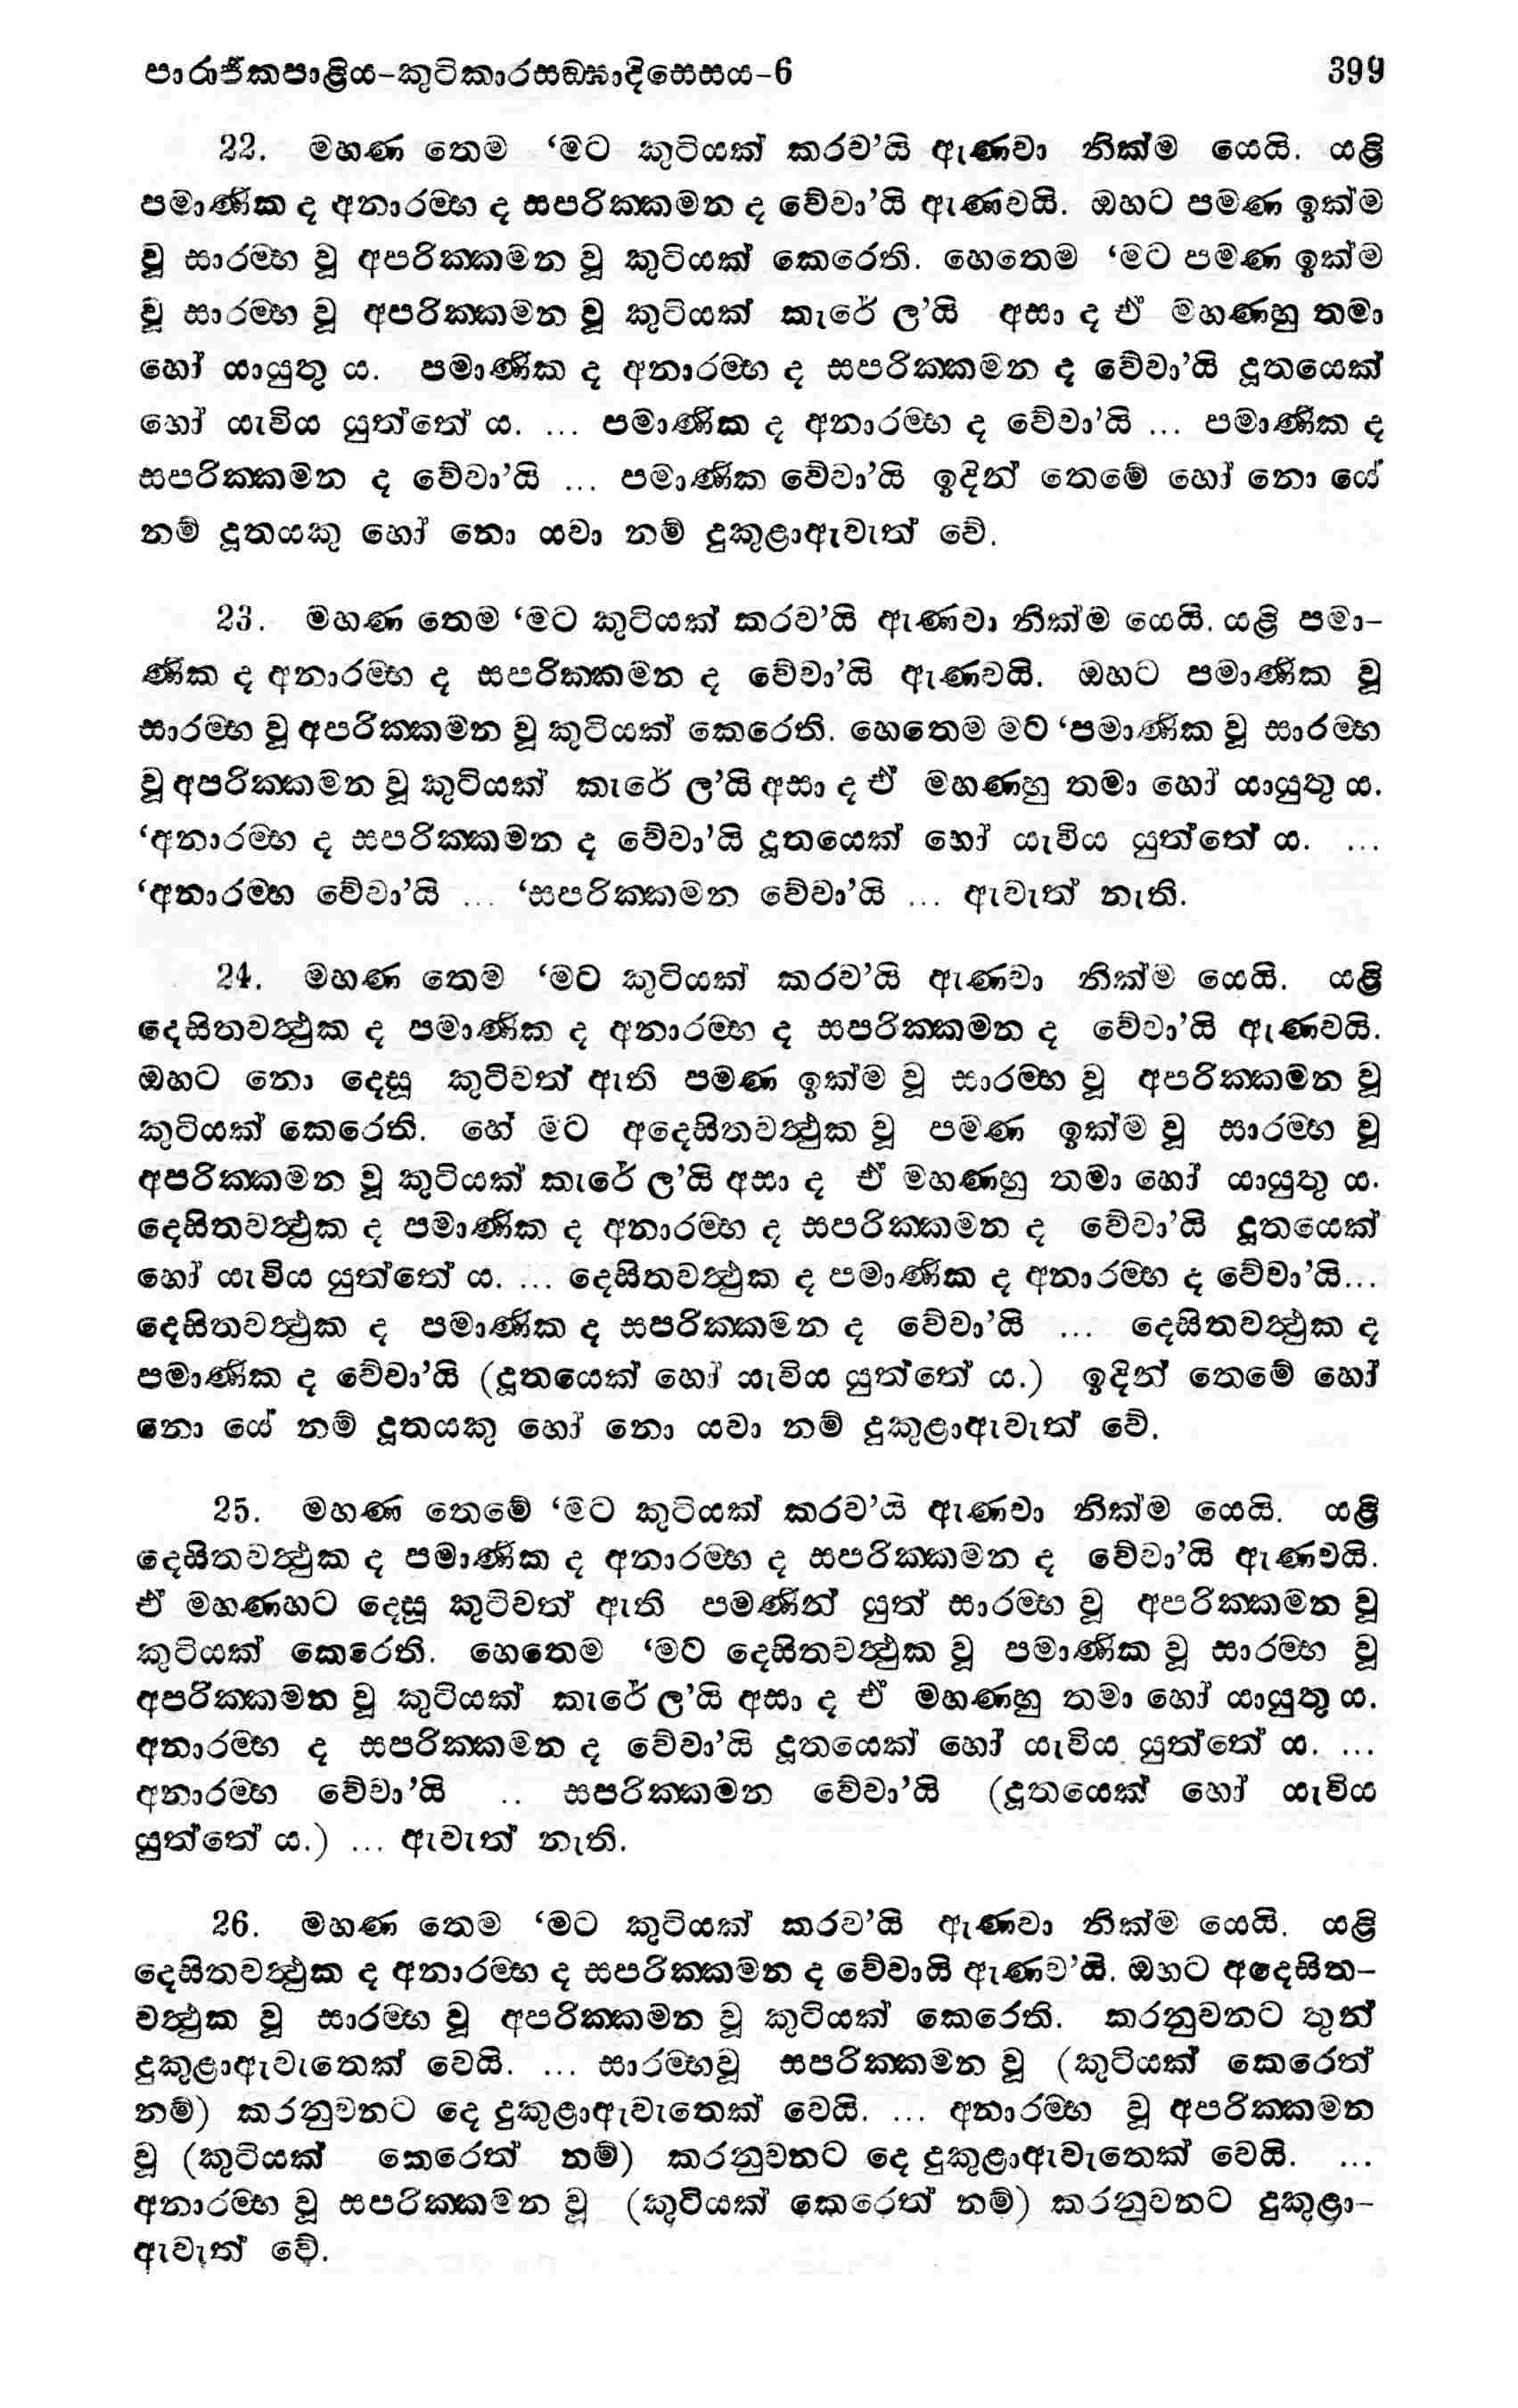 පාරාජිකපාළිය-කුටිකාරසඞ්ඝාදිසෙසය-6 399
22. මහණ තෙම ‘මට කුටියක් කරව’යි ඇණවා නික්ම යෙයි. යළි
පමාණික ද අනාරම්භ ද සපරික්කමන ද වේවා’යි ඇණවයි. ඔහට පමණ ඉක්ම
වූ සාරම්භ වූ අපරික්කමන වූ කුටියක් කෙරෙති. හෙතෙම ‘මට පමණ ඉක්ම
වූ සාරම්භ වූ අපරික්කමන වූ කුටියක් කැරේ ල’යි අසා ද ඒ මහණහු තමා
හෝ යායුතු ය. පමාණික ද අනාරම්භ ද සපරික්කමන ද වේවා’යි දූතයෙක්
හෝ යැවිය යුත්තේ ය. ... පමාණික ද අනාරම්භ ද වේවා’යි ... පමාණික ද
සපරික්කමන ද වේවා’යි ... පමාණික වේවා’යි ඉදින් තෙමේ හෝ නො යේ
නම් දූතයකු හෝ නො යවා නම් දුකුළාඇවැත් වේ.
23. මහණ තෙම ‘මට කුටියක් කරව’යි ඇණවා නික්ම යෙයි. යළි පමා-
ණික ද අනාරම්භ ද සපරික්කමන ද වේවා’යි ඇණවයි. ඔහට පමාණික වූ
සාරම්භ වූ අපරික්කමන වූ කුටියක් කෙරෙති. හෙතෙම මට ‘පමාණික වූ සාරම්භ
වූ අපරික්කමන වූ කුටියක් කැරේ ල’යි අසා ද ඒ මහණහු තමා හෝ යායුතු ය.
‘අනාරම්භ ද සපරික්කමන ද වේවා’යි දූතයෙක් හෝ යැවිය යුත්තේ ය. ...
‘අනාරම්භ වේවා’යි ... ‘සපරික්කමන වේවා’යි ... ඇවැත් නැති.
24. මහණ තෙම ‘මට කුටියක් කරව’යි ඇණවා නික්ම යෙයි. යළි
දෙසිතවත්ථුක ද පමාණික ද අනාරම්භ ද සපරික්කමන ද වේවා’යි ඇණවයි.
ඔහට නො දෙසූ කුටිවත් ඇති පමණ ඉක්ම වූ සාරම්භ වූ අපරික්කමන වූ
කුටියක් කෙරෙති. හේ මට අදෙසිතවත්ථුක වූ පමණ ඉක්ම වූ සාරම්භ වූ
අපරික්කමන වූ කුටියක් කැරේ ල’යි අසා ද ඒ මහණහු තමා හෝ යායුතු ය.
දෙසිතවත්ථුක ද පමාණික ද අනාරම්භ ද සපරික්කමන ද වේවා’යි දූතයෙක්
හෝ යැවිය යුත්තේ ය. ... දෙසිතවත්ථුක ද පමාණික ද අනාරම්භ ද වේවා’යි...
දෙසිතවත්ථුක ද පමාණික ද සපරික්කමන ද වේවා’යි ... දෙසිතවත්ථුක ද
පමාණික ද වේවා’යි (දූතයෙක් හෝ යැවිය යුත්තේ ය.) ඉදින් තෙමේ හෝ
නො යේ නම් දූතයකු හෝ නො යවා නම් දුකුළාඇවැත් වේ.
25. මහණ තෙමේ ‘මට කුටියක් කරව’යි ඇණවා නික්ම යෙයි. යළි
දෙසිතවත්ථුක ද පමාණික ද අනාරම්භ ද සපරික්කමන ද වේවා’යි ඇණවයි.
ඒ මහණහට දෙසූ කුටිවත් ඇති පමණින් යුත් සාරම්භ වූ අපරික්කමන වූ
කුටියක් කෙරෙති. හෙතෙම ‘මට දෙසිතවත්ථුක වූ පමාණික වූ සාරම්භ වූ
අපරික්කමන වූ කුටියක් කැරේ ල’යි අසා ද ඒ මහණහු තමා හෝ යායුතු ය.
අනාරම්භ ද සපරික්කමන ද වේවා’යි දූතයෙක් හෝ යැවිය යුත්තේ ය. ...
අනාරම්භ වේවා’යි .. සපරික්කමන වේවා’යි (දූතයෙක් හෝ යැවිය
යුත්තේ ය.) ... ඇවැත් නැති.
26. මහණ තෙම ‘මට කුටියක් කරව’යි ඇණවා නික්ම යෙයි. යළි
දෙසිතවත්ථුක ද අනාරම්භ ද සපරික්කමන ද වේවායි ඇණව’යි. ඔහට අදෙසිත-
වත්ථුක වූ සාරම්භ වූ අපරික්කමන වූ කුටියක් කෙරෙති. කරනුවනට තුන්
දුකුළාඇවැතෙක් වෙයි. ... සාරම්භවූ සපරික්කමන වූ (කුටියක් කෙරෙත්
නම්) කරනුවනට දෙ දුකුළාඇවැතෙක් වෙයි. ... අනාරම්භ වූ අපරික්කමන
වූ (කුටියක් කෙරෙත් නම්) කරනුවනට දෙ දුකුළාඇවැතෙක් වෙයි. ...
අනාරම්භ වූ සපරික්කමන වූ (කුටියක් කෙරෙත් නම්) කරනුවනට දුකුළා-
ඇවැත් වේ.